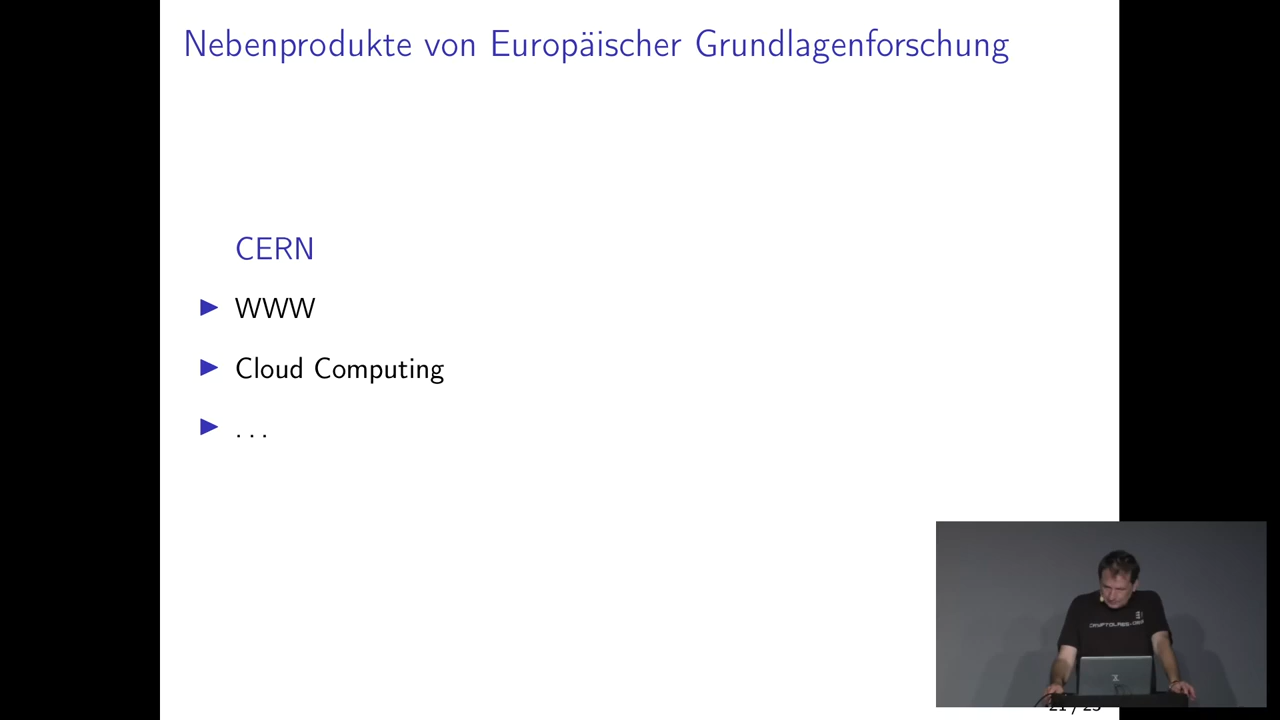 Nebenprodukte von Europäischer Grundlagenforschung
CERN
▶ WWW
▶ Cloud Computing
▶ ...